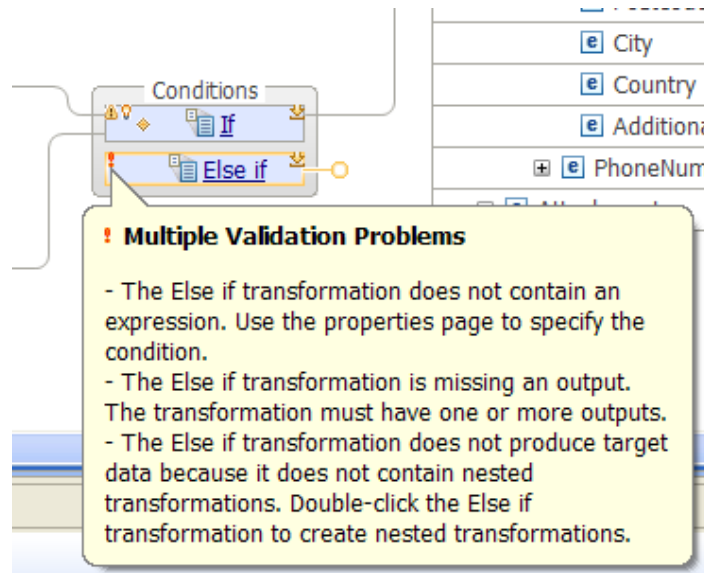 City
Conditions
Country
If
Additiona
Else if
PhoneNum
! Multiple Validation Problems
- The Else if transformation does not contain an
expression. Use the properties page to specify the
condition.
- The Else if transformation is missing an output.
The transformation must have one or more outputs.
- The Else if transformation does not produce target
data because it does not contain nested
transformations. Double-click the Else if
transformation to create nested transformations.